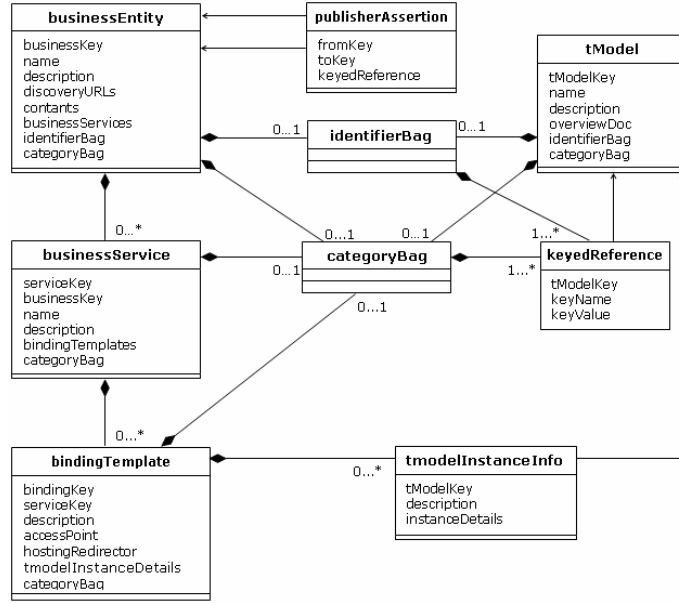 businessEntity
businessKey
name
description
discoveryURLs
contants
businessServices
identifierBag
categoryBag
publisherAssertion
fromKey
toKey
keyedReference
tModel
tModelKey
name
description
overviewDoc
identifierBag
categoryBag
0...1
identifierBag
0...1
0...*
0...1
0...1
1...*
businessService
serviceKey
businessKey
name
description
bindingTemplates
categoryBag
0...1
categoryBag
0...1
1...*
keyedReference
tModelKey
keyName
keyValue
0...*
bindingTemplate
bindingKey
serviceKey
description
accessPoint
hostingRedirector
tmodelInstanceDetails
categoryBag
0...*
tmodelInstanceInfo
tModelKey
description
instanceDetails